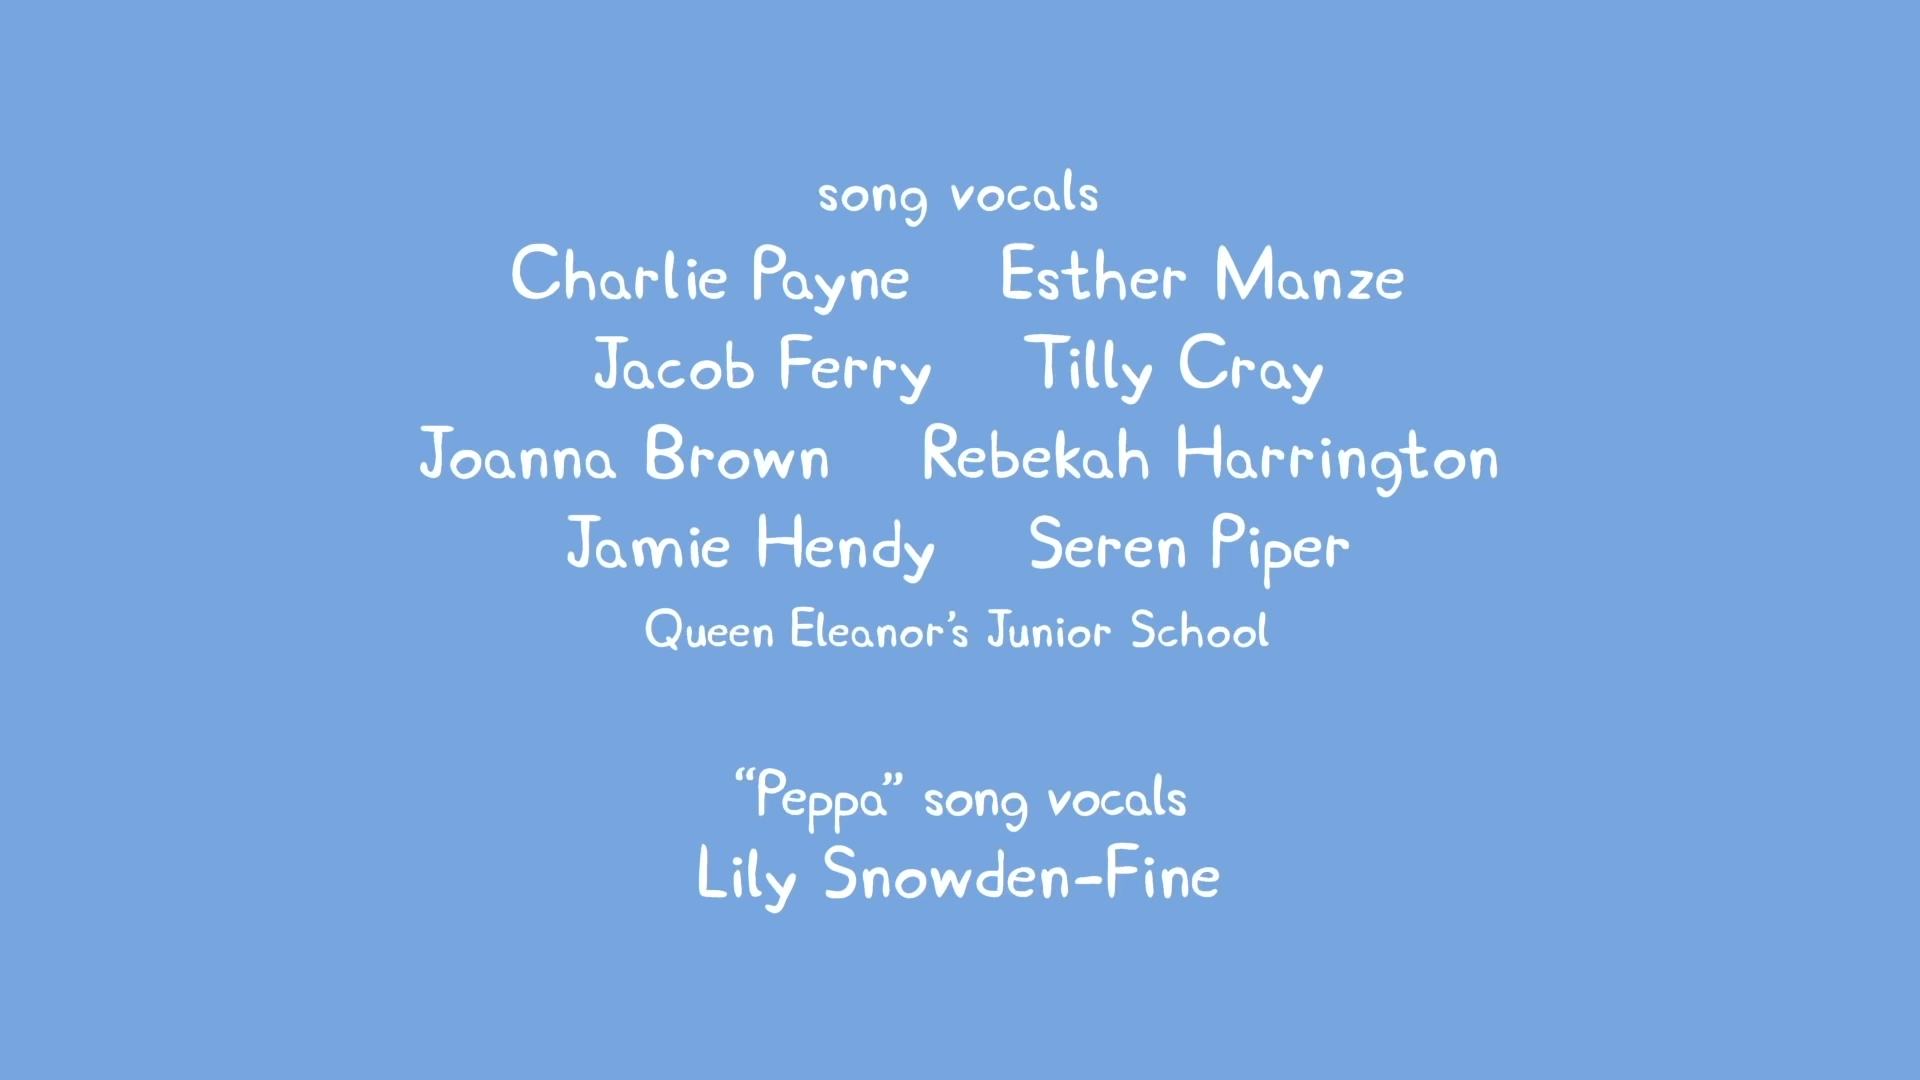 song vocals
Charlie Payne Esther Manze
Jacob Ferry Tilly Cray
Joanna Brown Rebekah Harrington
Jamie Hendy Seren Piper
Queen Eleanor’s Junior School
“Peppa” song vocals
Lily Snowden-Fine